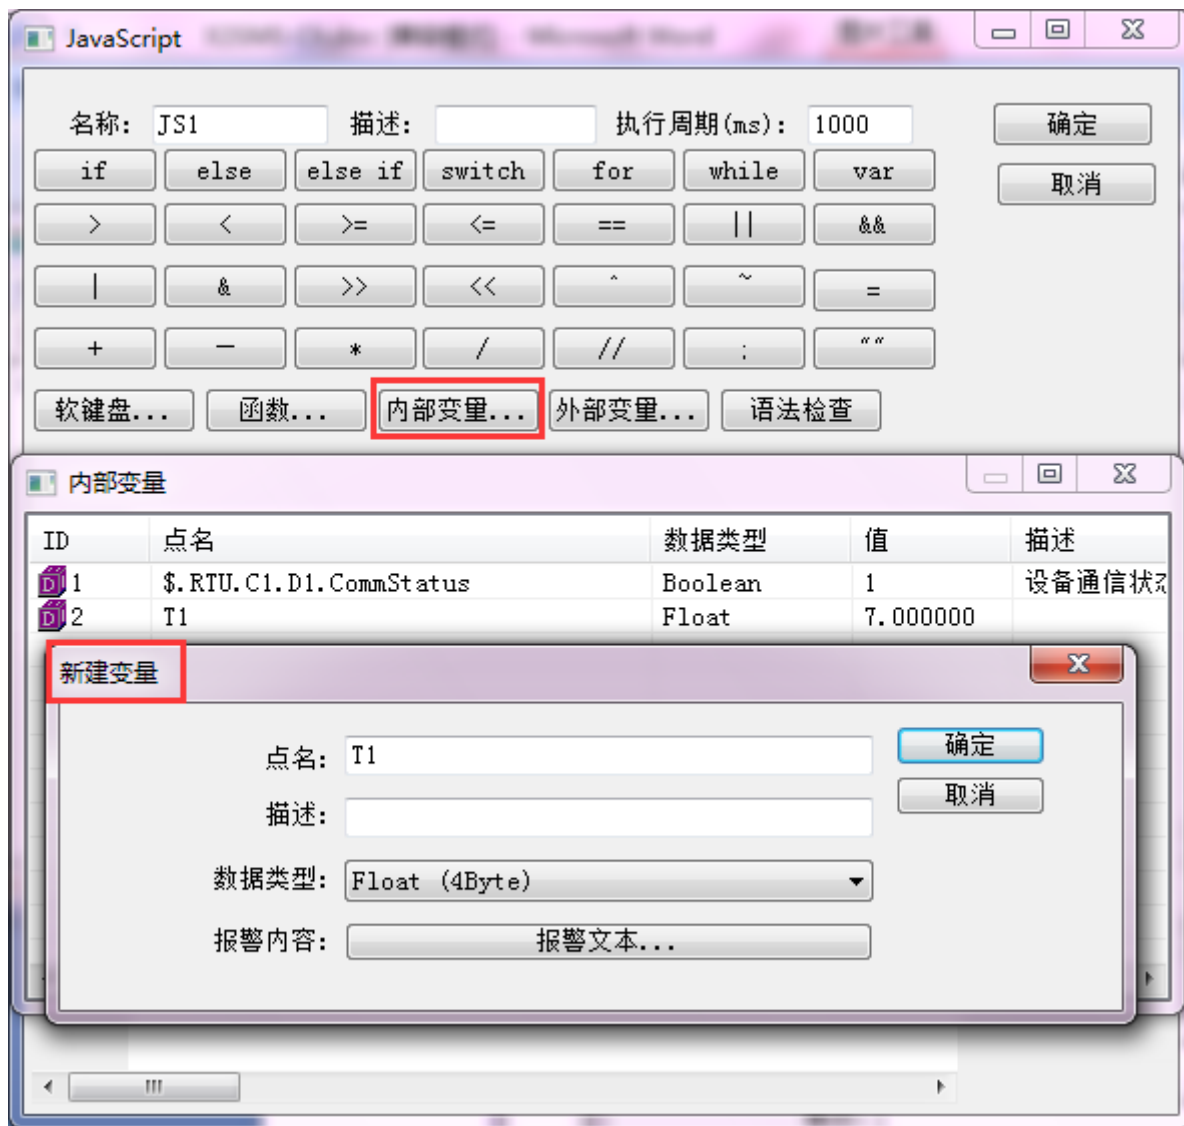 JavaScript
名称: JS1 描述: 执行周期(ms): 1000 确定
if else else if switch for while var 取消
> < >= <= == || &&
| & >> << ^ ~ =
+ － * / // ; ""
软键盘... 函数... 内部变量... 外部变量... 语法检查
内部变量
ID 点名 数据类型 值 描述
1 $.RTU.C1.D1.CommStatus Boolean 1 设备通信状态
2 T1 Float 7.000000
新建变量
点名: T1 确定
描述: 取消
数据类型: Float (4Byte)
报警内容: 报警文本...